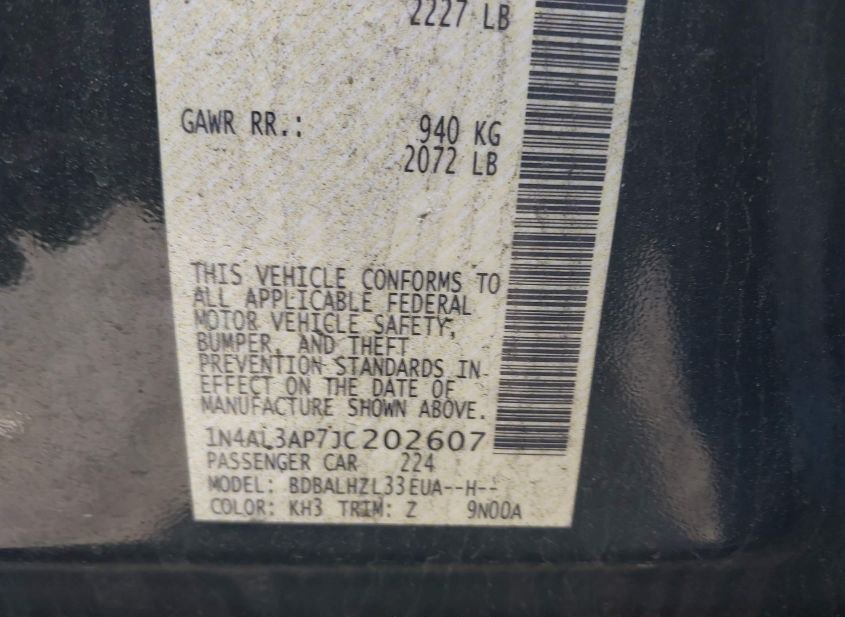 2227 LB
GAWR RR.: 940 KG
2072 LB
THIS VEHICLE CONFORMS TO
ALL APPLICABLE FEDERAL
MOTOR VEHICLE SAFETY,
BUMPER, AND THEFT
PREVENTION STANDARDS IN
EFFECT ON THE DATE OF
MANUFACTURE SHOWN ABOVE.
1N4AL3AP7JC202607
PASSENGER CAR 224
MODEL: BDBALHZL33EUA--H--
COLOR: KH3 TRIM: Z 9N00A